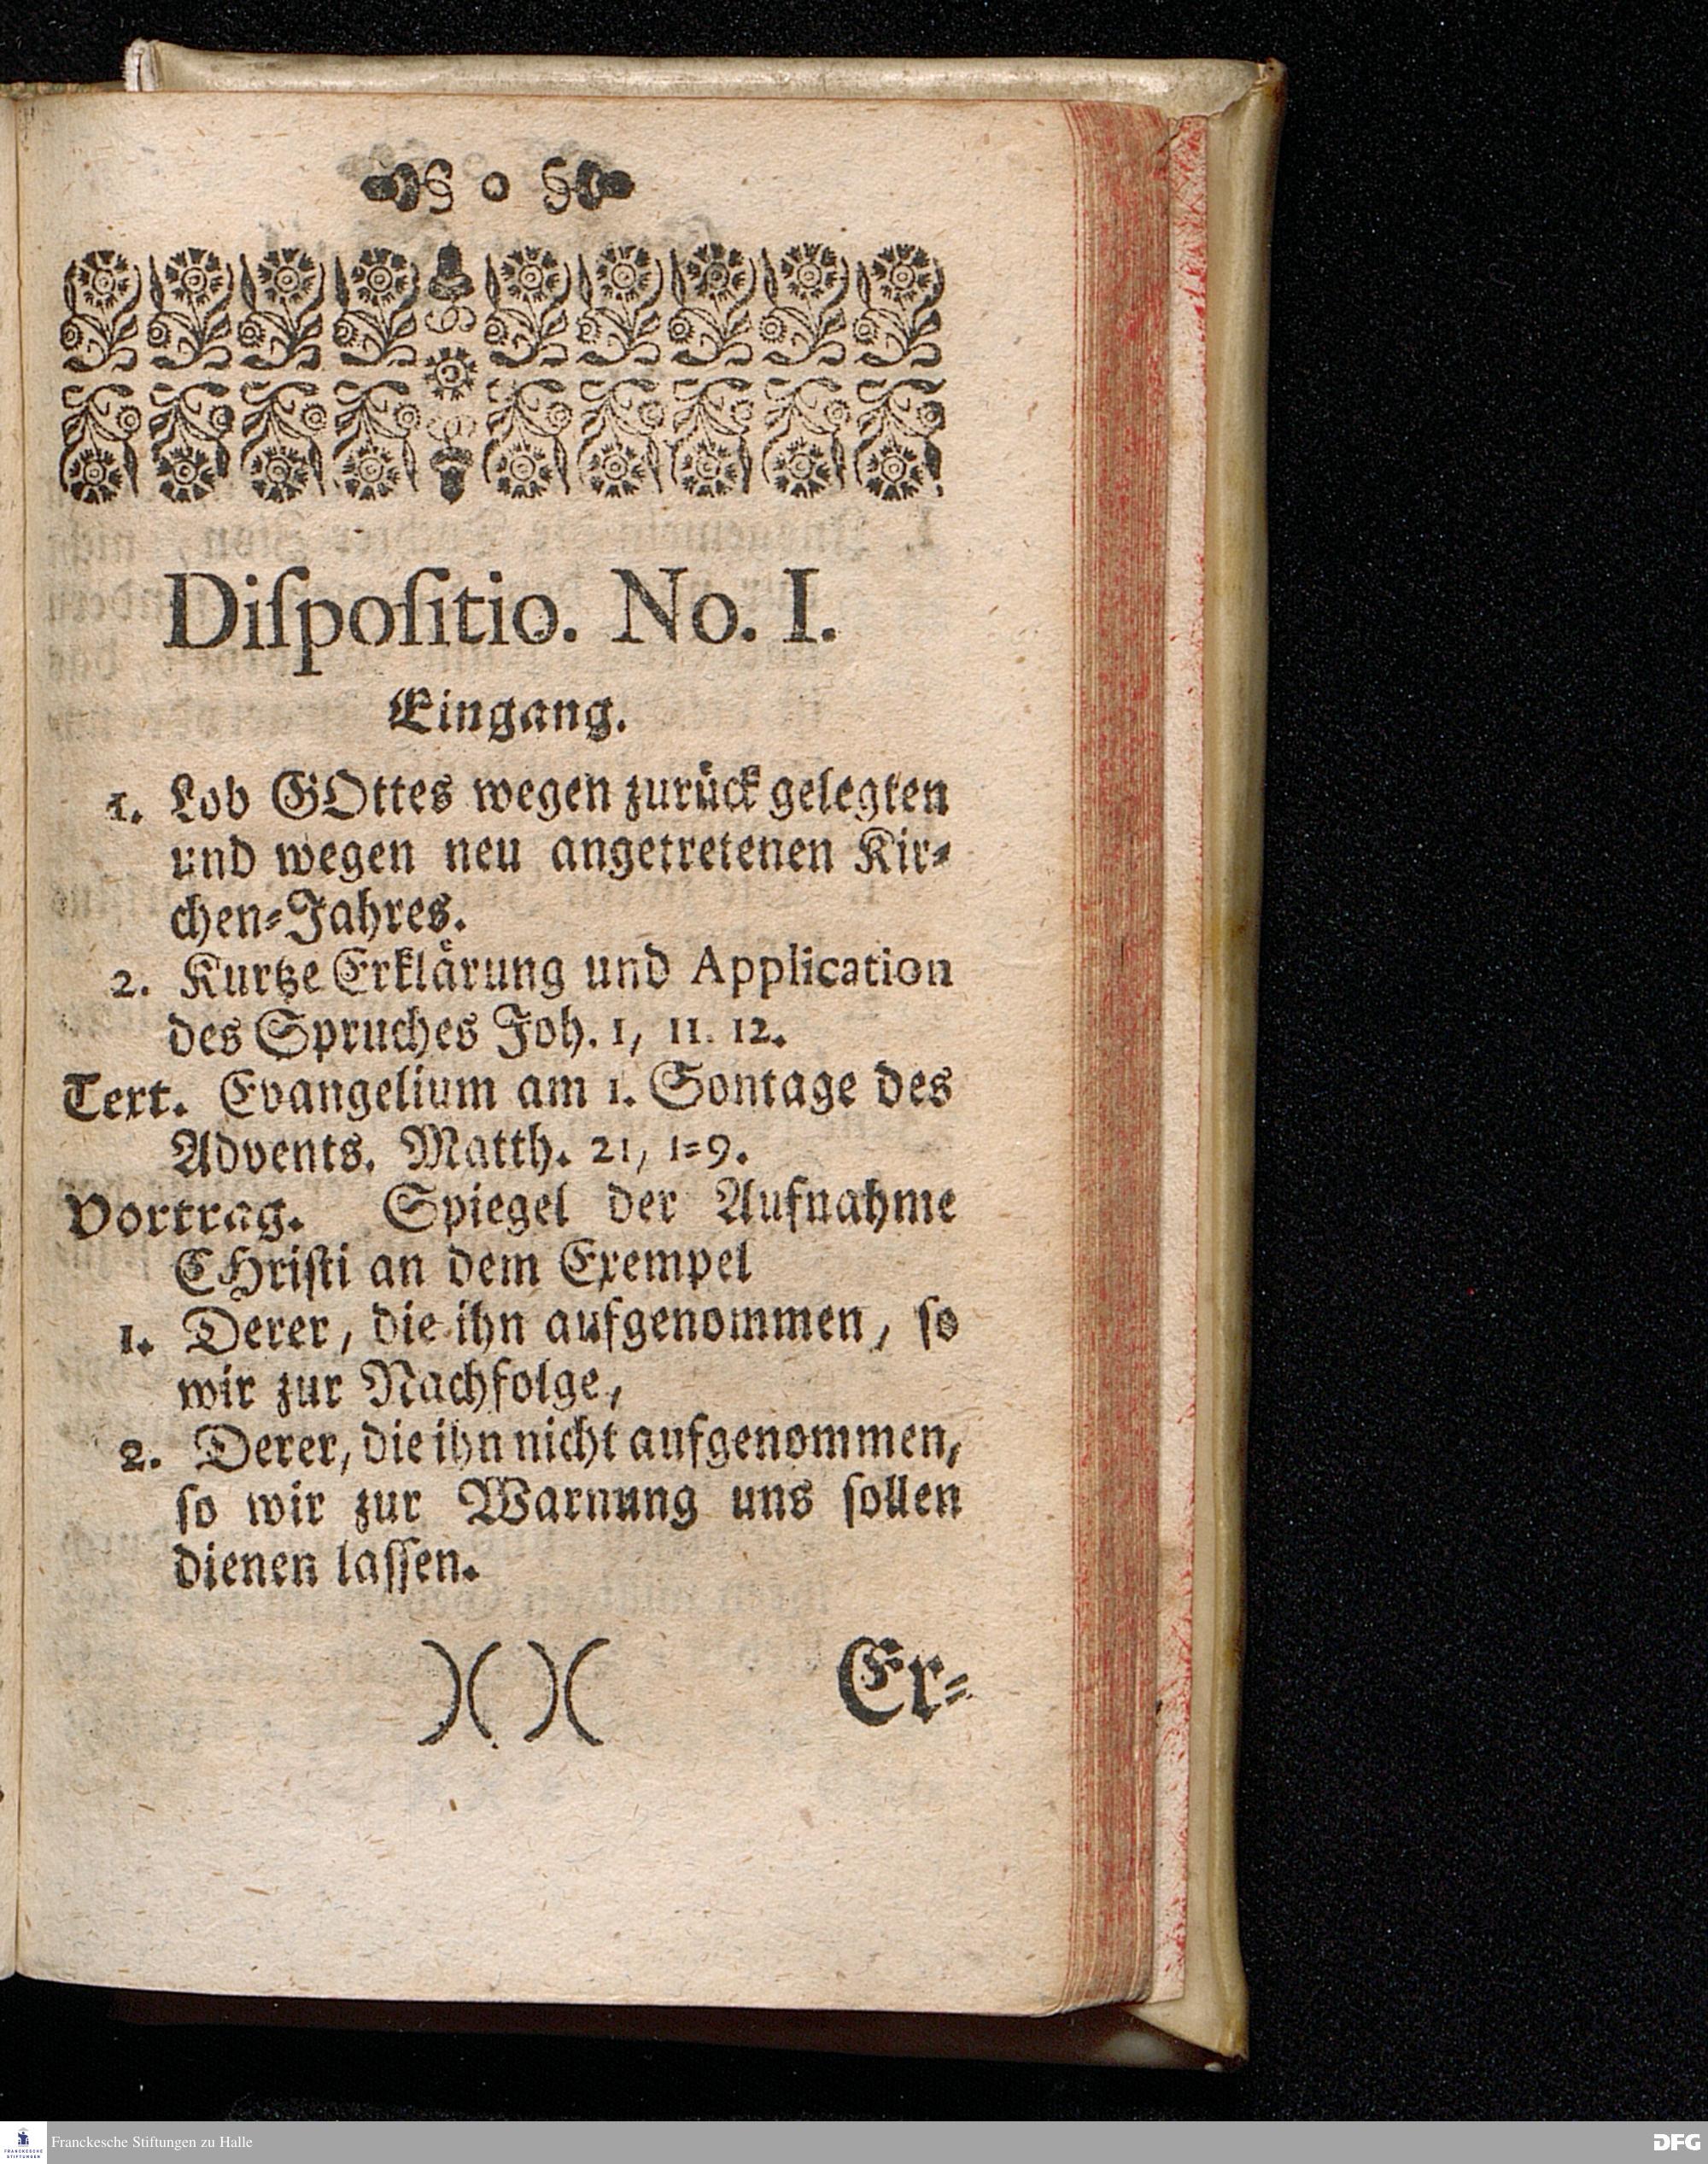 Diſpoſitio. No. I.
Eingang.
1. Lob GOttes wegen zurück gelegten
und wegen neu angetretenen Kir-
chen-Jahres.
2. Kurtze Erklärung und Application
des Spruches Joh. 1, 11. 12.
Text. Evangelium am 1. Sontage des
Advents. Matth. 21, 1-9.
Vortrag. Spiegel der Aufnahme
CHriſti an dem Exempel
1. Derer, die ihn aufgenommen, ſo
wir zur Nachfolge,
2. Derer, die ihn nicht aufgenommen,
ſo wir zur Warnung uns ſollen
dienen laſſen.
)( )( Er-
FRANCKESCHE
STIFTUNGEN
Franckesche Stiftungen zu Halle
DFG